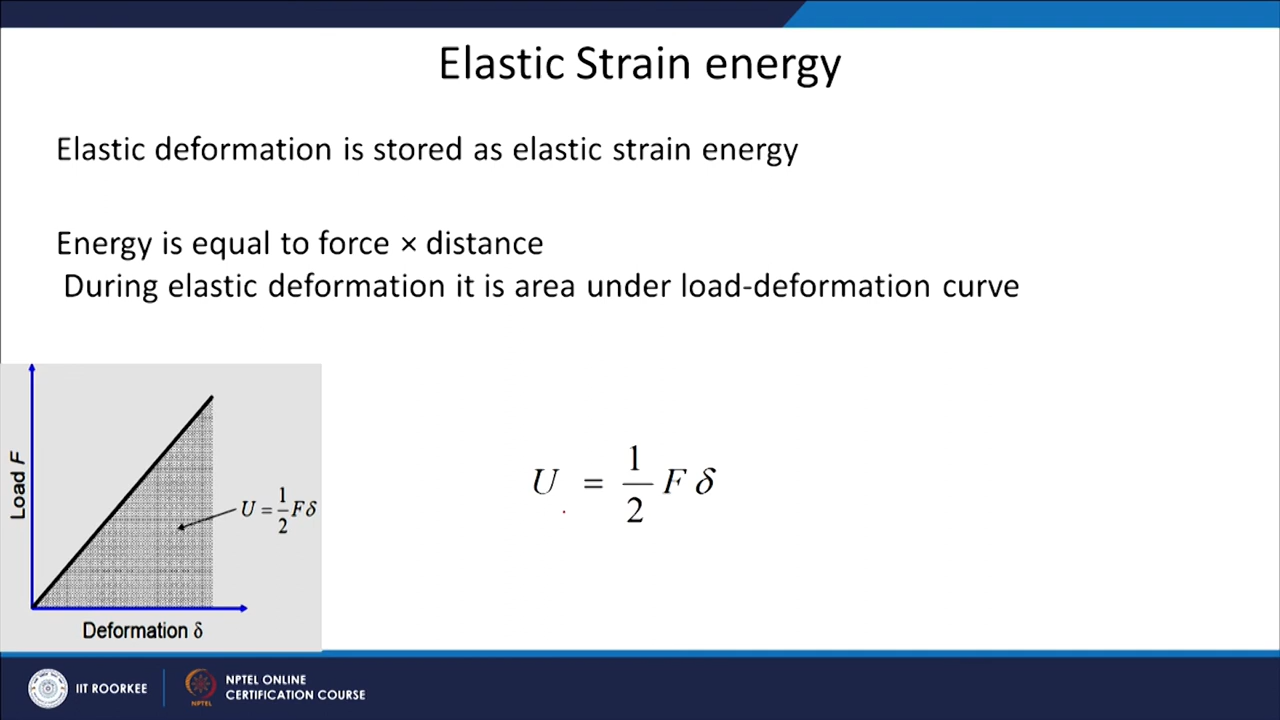 Elastic Strain energy
Elastic deformation is stored as elastic strain energy
Energy is equal to force × distance
During elastic deformation it is area under load-deformation curve
Load F
U = 1/2 Fδ
Deformation δ
U = 1/2 F δ
IIT ROORKEE
NPTEL
NPTEL ONLINE
CERTIFICATION COURSE